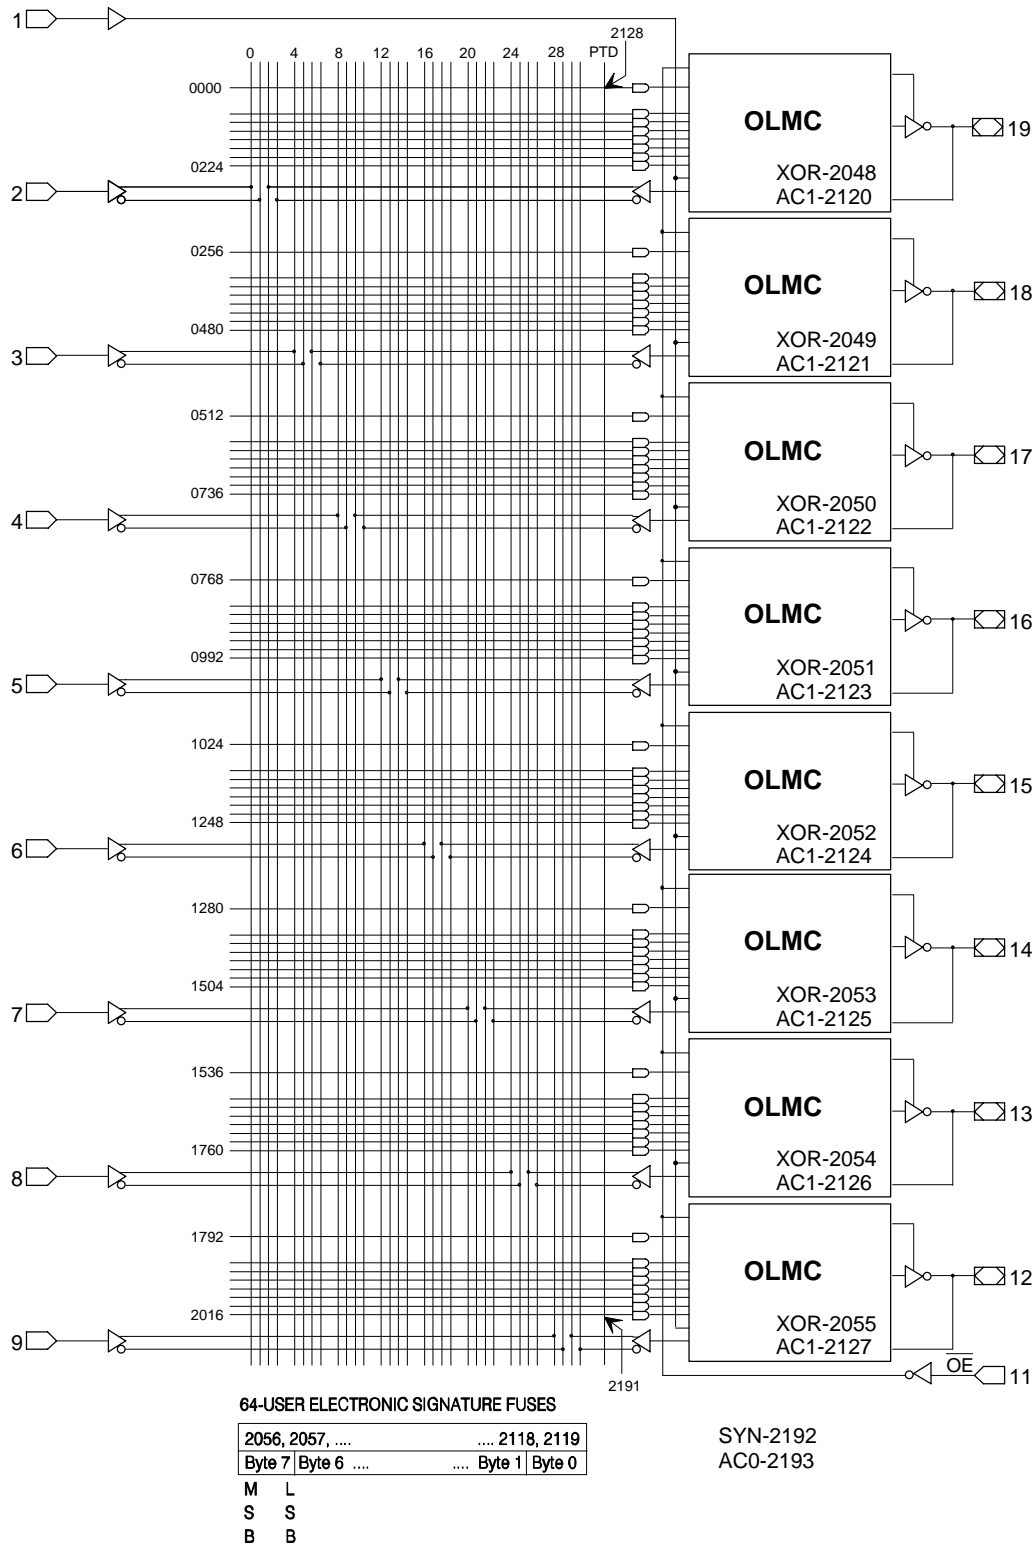 1
2128
0 4 8 12 16 20 24 28 PTD
0000
OLMC
19
0224
XOR-2048
AC1-2120
2
0256
OLMC
18
0480
XOR-2049
AC1-2121
3
0512
OLMC
17
0736
XOR-2050
AC1-2122
4
0768
OLMC
16
0992
XOR-2051
AC1-2123
5
1024
OLMC
15
1248
XOR-2052
AC1-2124
6
1280
OLMC
14
1504
XOR-2053
AC1-2125
7
1536
OLMC
13
1760
XOR-2054
AC1-2126
8
1792
OLMC
12
2016
XOR-2055
AC1-2127
9
OE
11
2191
64-USER ELECTRONIC SIGNATURE FUSES
2056, 2057, .... .... 2118, 2119
Byte 7 Byte 6 .... .... Byte 1 Byte 0
M L
S S
B B
SYN-2192
AC0-2193